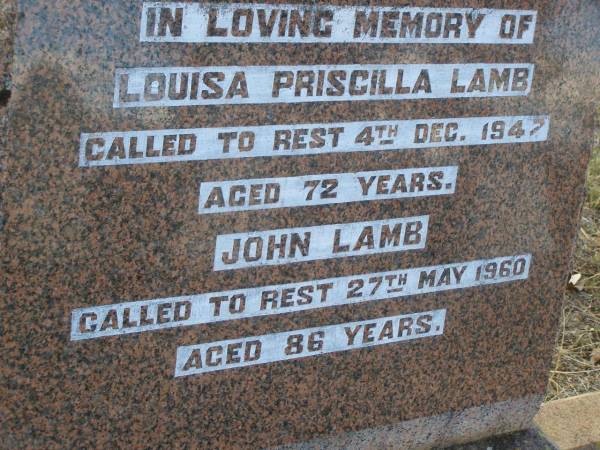 IN LOVING MEMORY OF
LOUISA PRISCILLA LAMB
CALLED TO REST 4TH DEC. 1947
AGED 72 YEARS.
JOHN LAMB
CALLED TO REST 27TH MAY 1960
AGED 86 YEARS.